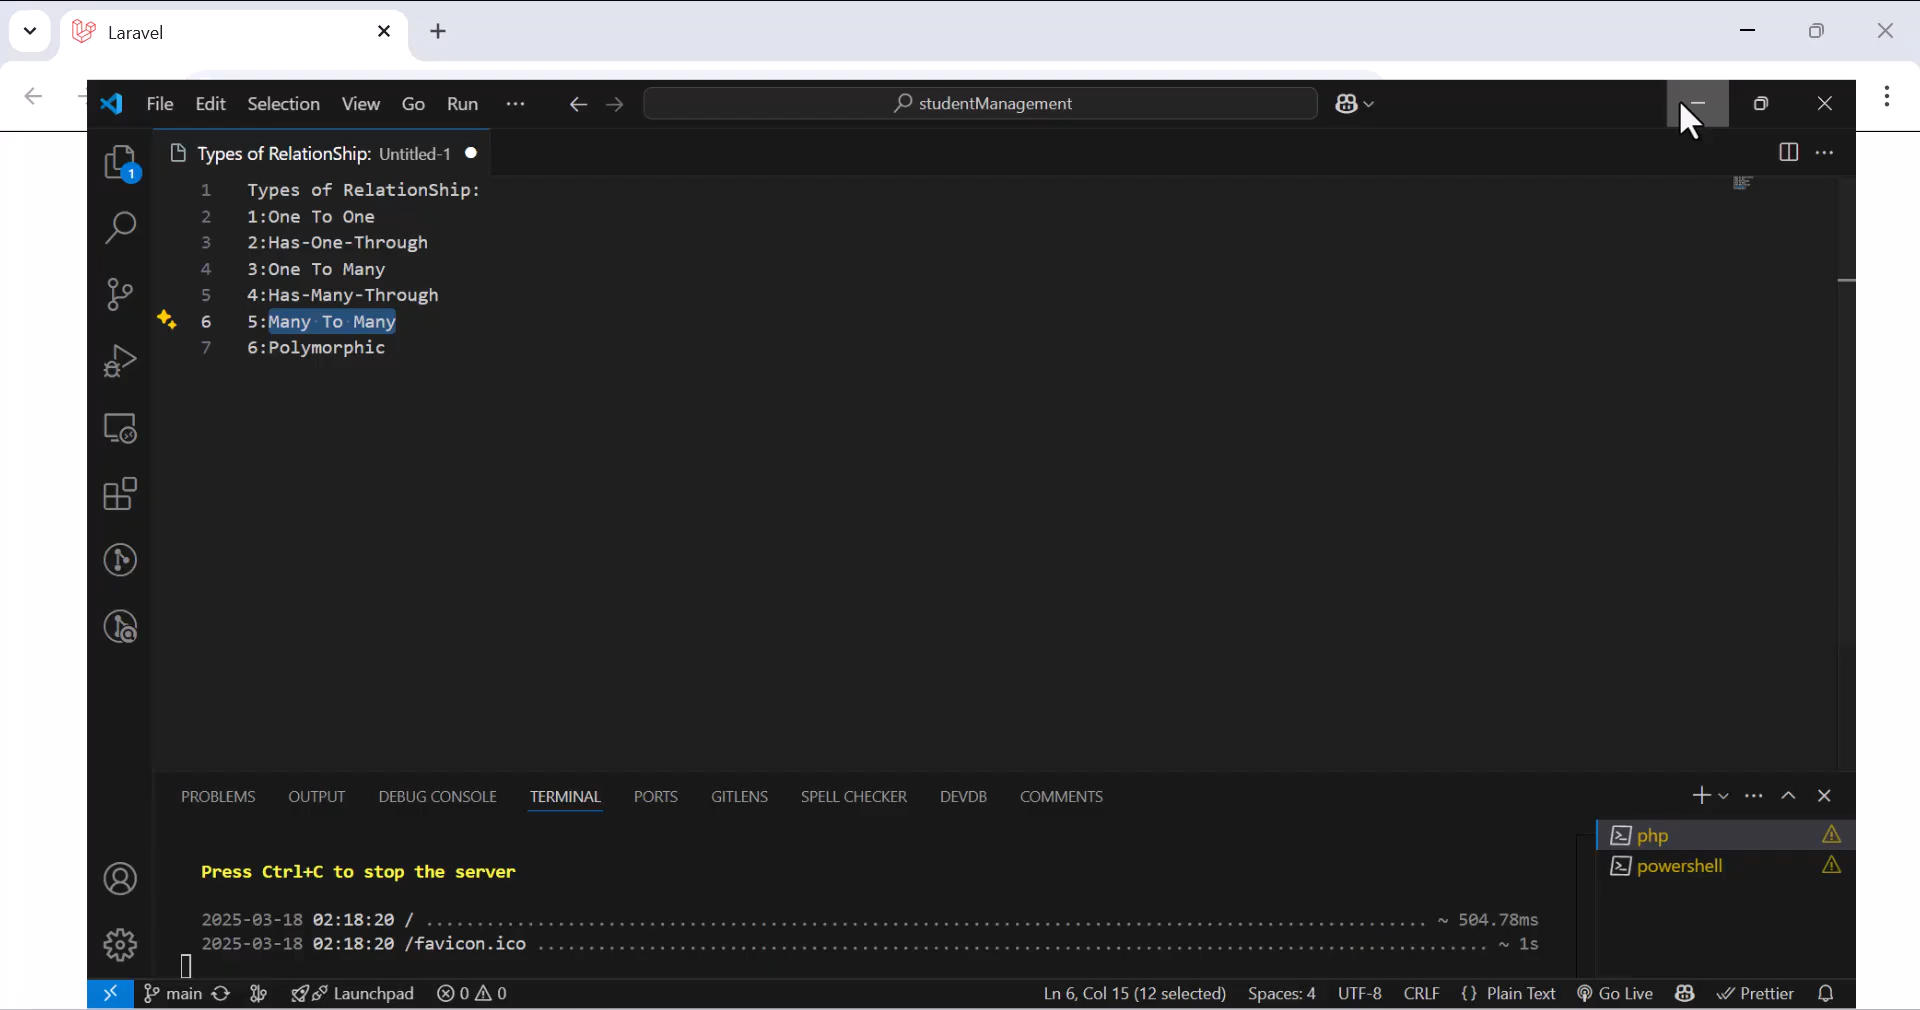 Laravel
File Edit Selection View Go Run ··· studentManagement
Types of RelationShip: Untitled-1
1 Types of RelationShip:
2 1:One To One
3 2:Has-One-Through
4 3:One To Many
5 4:Has-Many-Through
6 5:Many To Many
7 6:Polymorphic
1
PROBLEMS OUTPUT DEBUG CONSOLE TERMINAL PORTS GITLENS SPELL CHECKER DEVDB COMMENTS
php
powershell
Press Ctrl+C to stop the server
2025-03-18 02:18:20 / ........................................ ~ 504.78ms
2025-03-18 02:18:20 /favicon.ico ........................................ ~ 1s
main Launchpad 0 0 Ln 6, Col 15 (12 selected) Spaces: 4 UTF-8 CRLF {} Plain Text Go Live Prettier